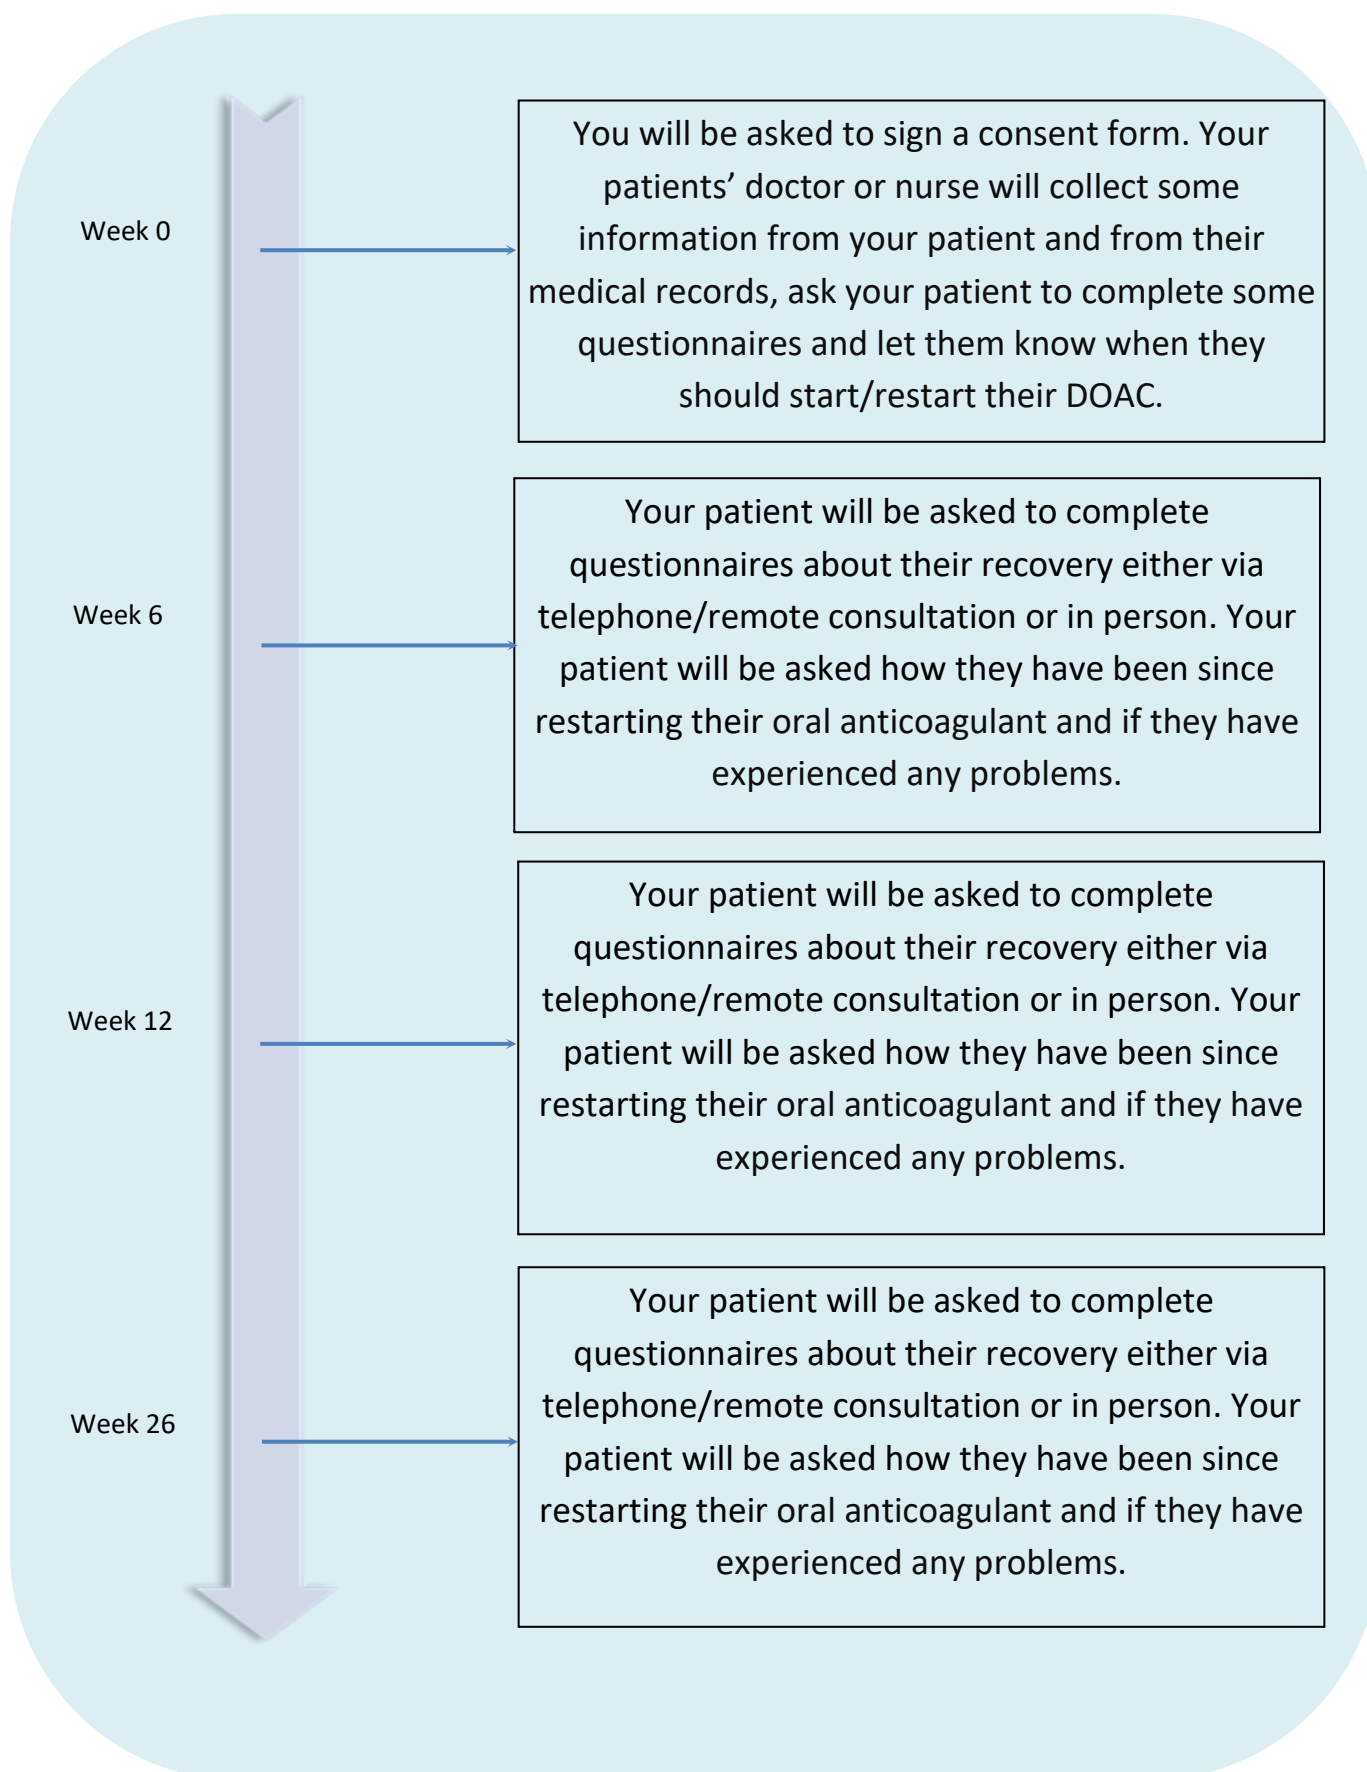 Week 0
You will be asked to sign a consent form. Your
patients’ doctor or nurse will collect some
information from your patient and from their
medical records, ask your patient to complete some
questionnaires and let them know when they
should start/restart their DOAC.
Week 6
Your patient will be asked to complete
questionnaires about their recovery either via
telephone/remote consultation or in person. Your
patient will be asked how they have been since
restarting their oral anticoagulant and if they have
experienced any problems.
Week 12
Your patient will be asked to complete
questionnaires about their recovery either via
telephone/remote consultation or in person. Your
patient will be asked how they have been since
restarting their oral anticoagulant and if they have
experienced any problems.
Week 26
Your patient will be asked to complete
questionnaires about their recovery either via
telephone/remote consultation or in person. Your
patient will be asked how they have been since
restarting their oral anticoagulant and if they have
experienced any problems.